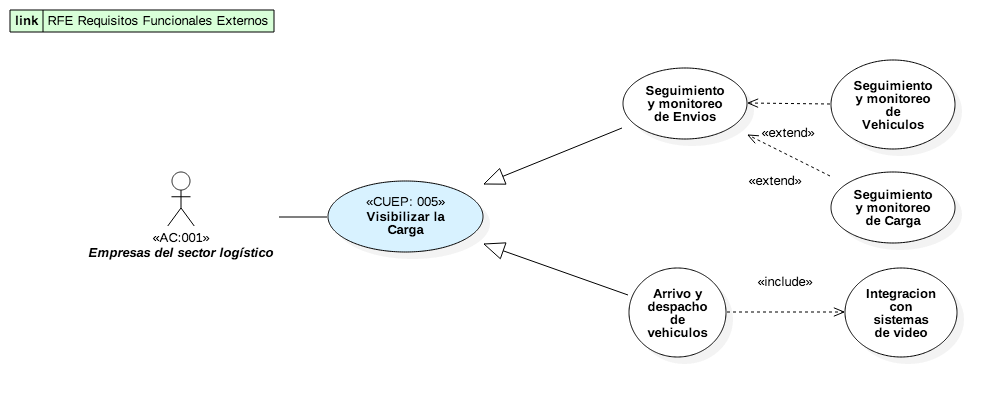 link RFE Requisitos Funcionales Externos
Seguimiento
y monitoreo
de Envios
Seguimiento
y monitoreo
de
Vehiculos
«extend»
«extend»
Seguimiento
y monitoreo
de Carga
«CUEP: 005»
Visibilizar la
Carga
«AC:001»
Empresas del sector logístico
Arrivo y
despacho
de
vehiculos
«include»
Integracion
con
sistemas
de video